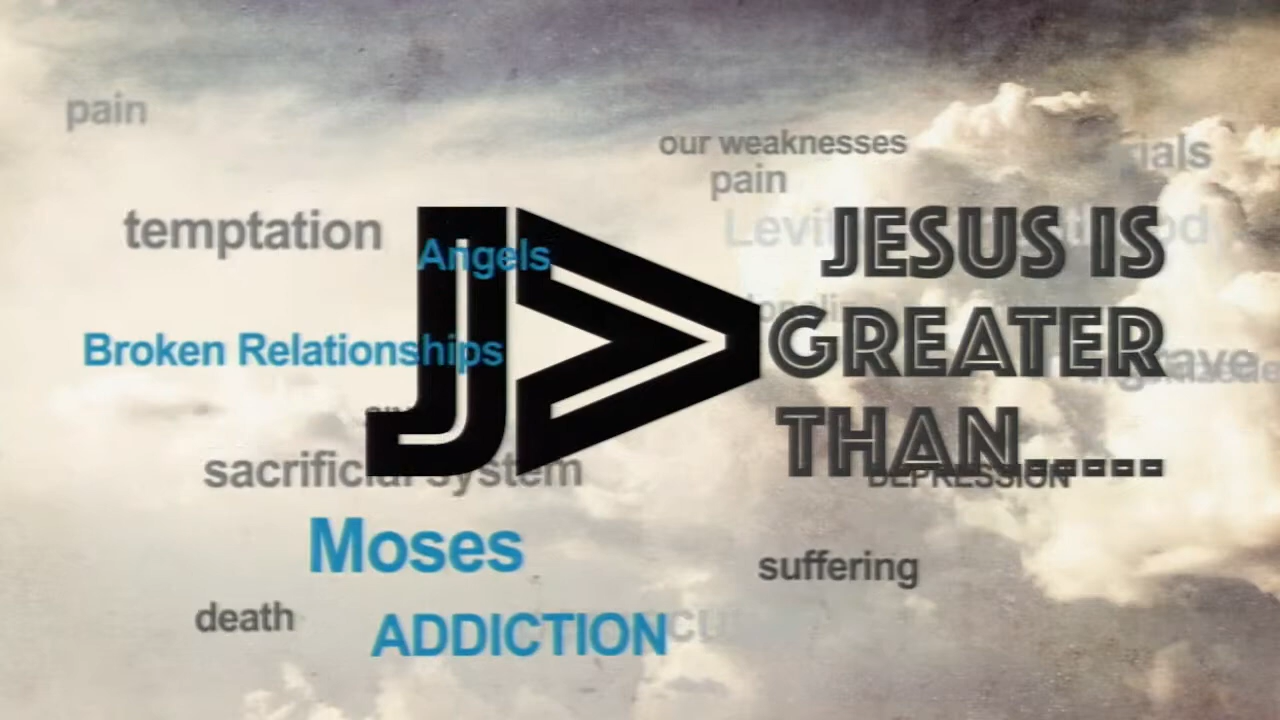 pain
our weaknesses
pain
temptation
Angels
J>
JESUS IS
GREATER
THAN......
Broken Relationships
sacrificial system
DEPRESSION
Moses
suffering
death
ADDICTION